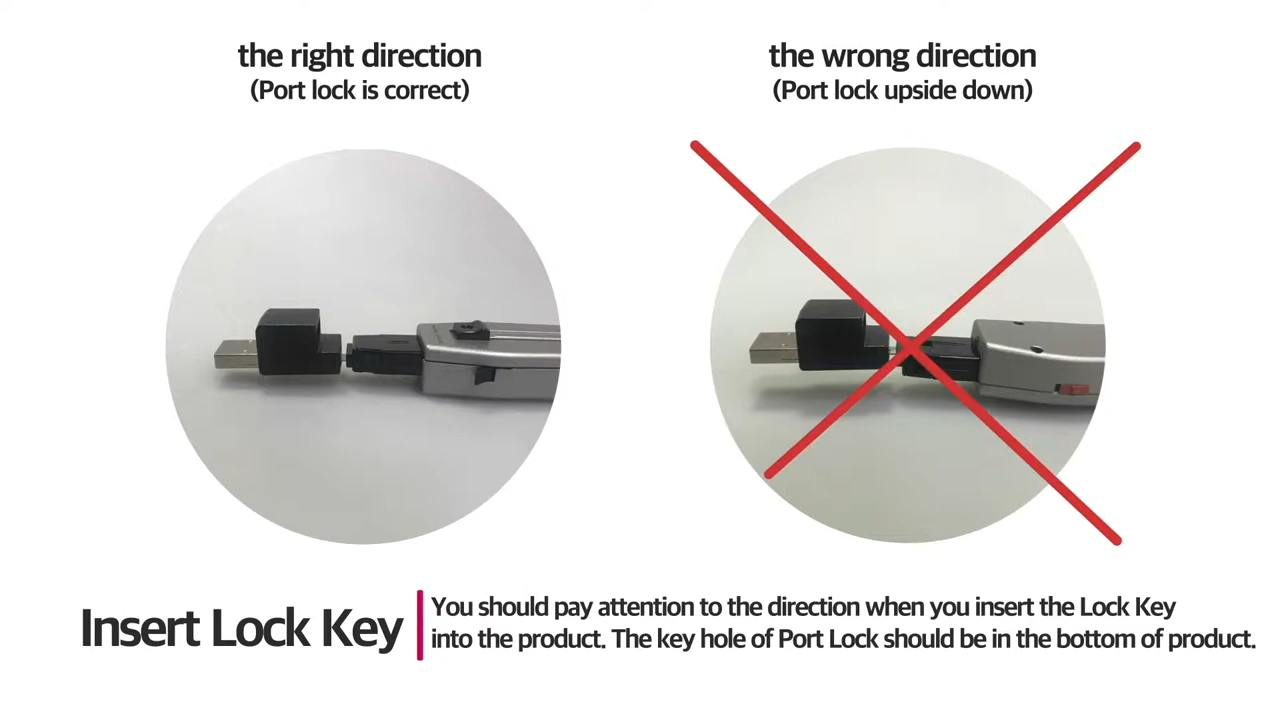 the right direction
(Port lock is correct)
the wrong direction
(Port lock upside down)
Insert Lock Key
You should pay attention to the direction when you insert the Lock Key
into the product. The key hole of Port Lock should be in the bottom of product.